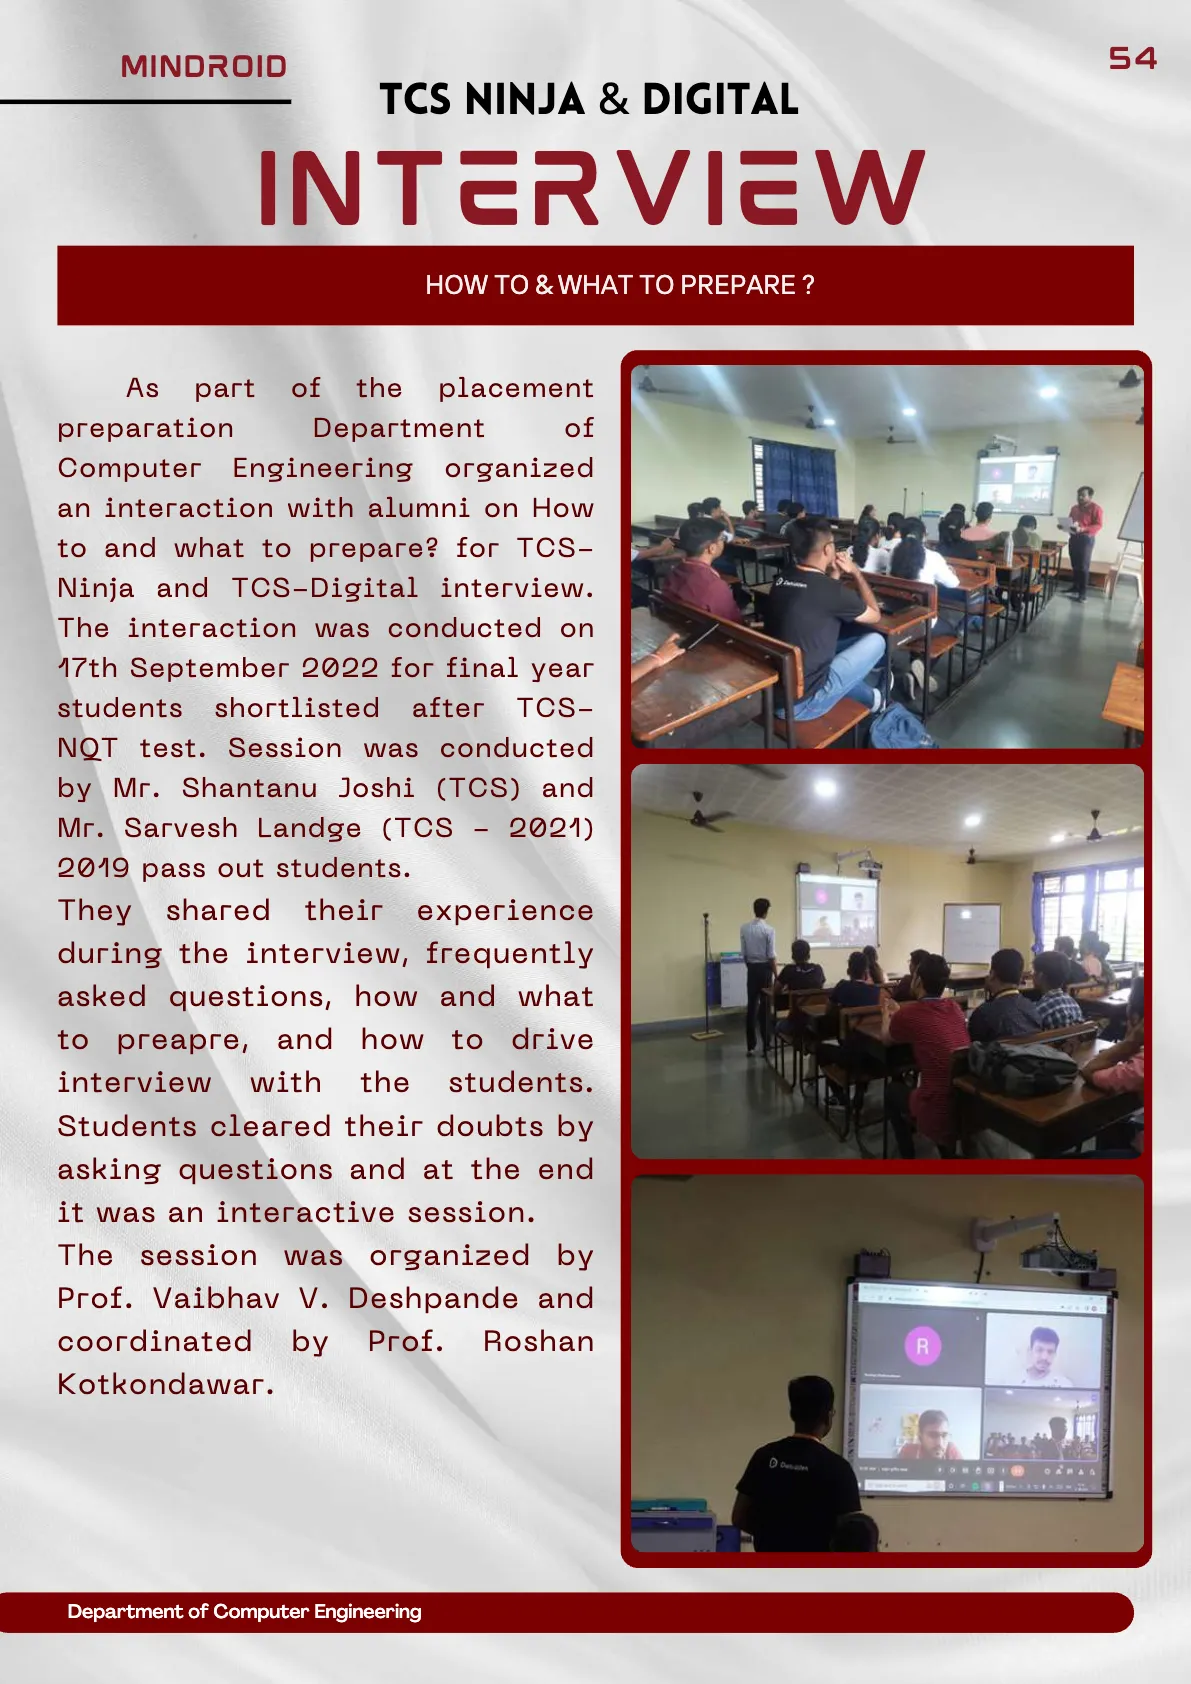 MINDROID
54
TCS NINJA & DIGITAL
INTERVIEW
HOW TO & WHAT TO PREPARE ?
As part of the placement
preparation Department of
Computer Engineering organized
an interaction with alumni on How
to and what to prepare? for TCS-
Ninja and TCS-Digital interview.
The interaction was conducted on
17th September 2022 for final year
students shortlisted after TCS-
NQT test. Session was conducted
by Mr. Shantanu Joshi (TCS) and
Mr. Sarvesh Landge (TCS - 2021)
2019 pass out students.
They shared their experience
during the interview, frequently
asked questions, how and what
to preapre, and how to drive
interview with the students.
Students cleared their doubts by
asking questions and at the end
it was an interactive session.
The session was organized by
Prof. Vaibhav V. Deshpande and
coordinated by Prof. Roshan
Kotkondawar.
R
Department of Computer Engineering